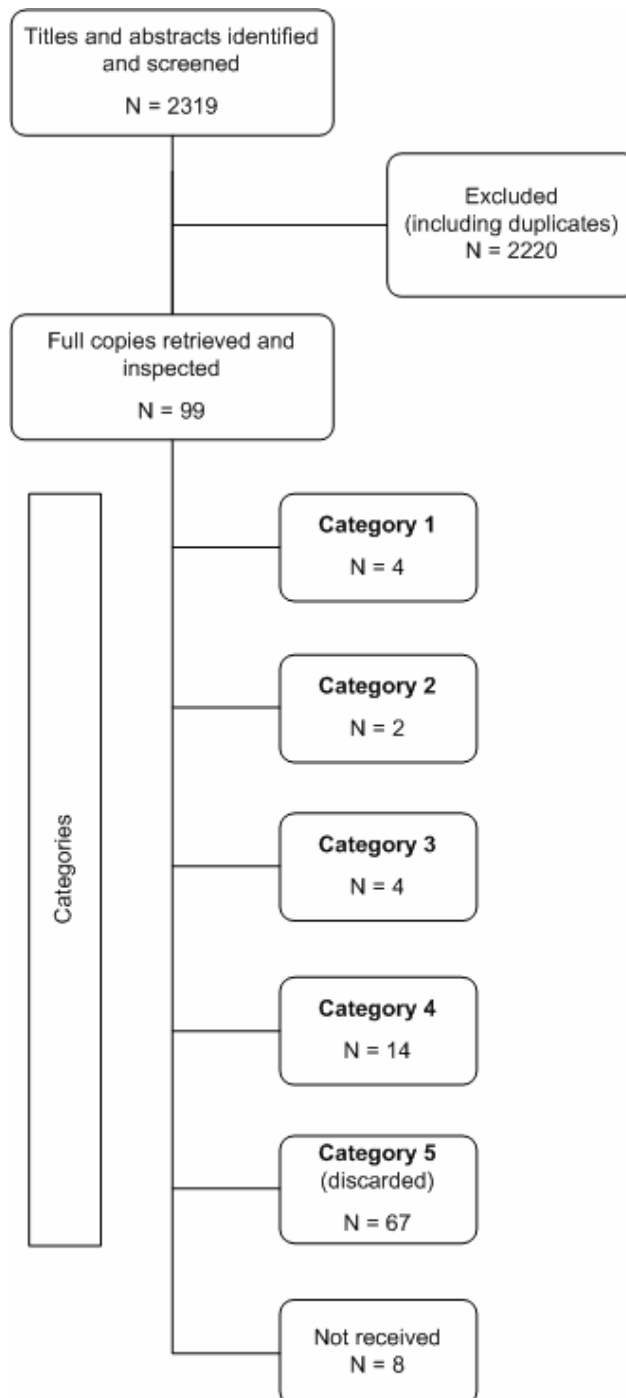 Titles and abstracts identified
and screened
N = 2319
Excluded
(including duplicates)
N = 2220
Full copies retrieved and
inspected
N = 99
Categories
Category 1
N = 4
Category 2
N = 2
Category 3
N = 4
Category 4
N = 14
Category 5
(discarded)
N = 67
Not received
N = 8